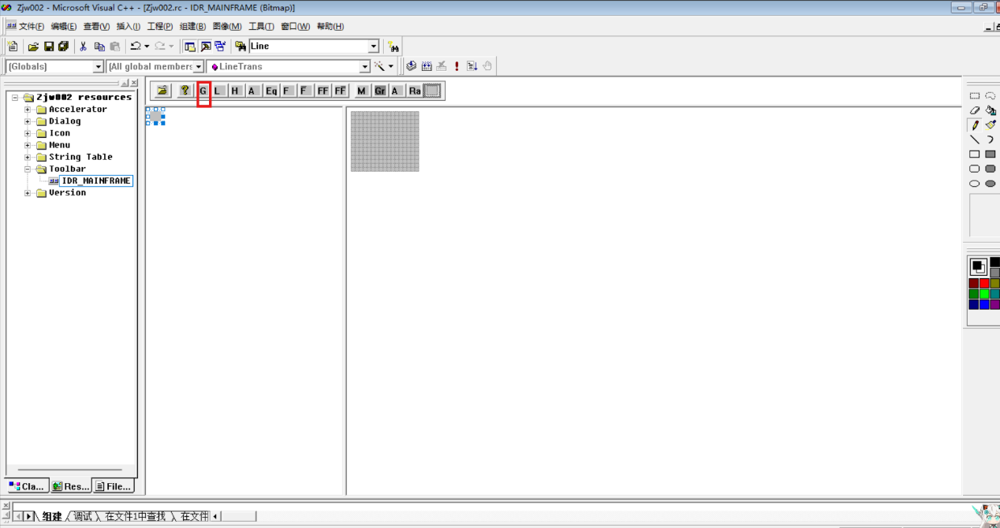 Zjw002 - Microsoft Visual C++ - [Zjw002.rc - IDR_MAINFRAME (Bitmap)]
文件(F) 编辑(E) 查看(V) 插入(I) 工程(P) 组建(B) 图像(M) 工具(T) 窗口(W) 帮助(H)
Line
(Globals) (All global members LineTrans
G L H A Eq F F FF FF M Gr A Ra
Zjw002 resources
Accelerator
Dialog
Icon
Menu
String Table
Toolbar
IDR_MAINFRAME
Version
Cla... Res... File...
组建 调试 在文件1中查找 在文件